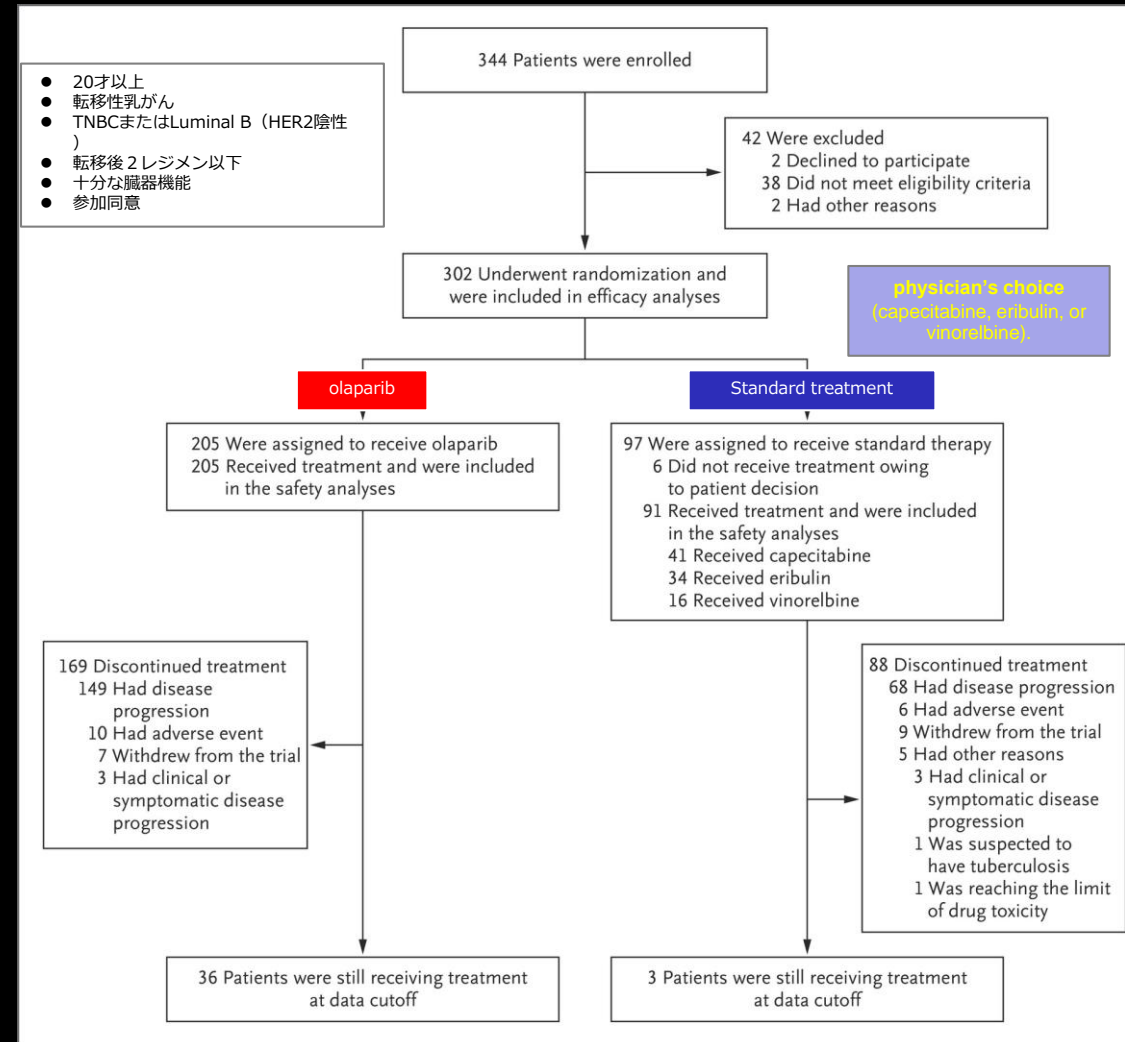 344 Patients were enrolled
● 20才以上
● 転移性乳がん
● TNBCまたはLuminal B（HER2陰性
）
● 転移後２レジメン以下
● 十分な臓器機能
● 参加同意
42 Were excluded
2 Declined to participate
38 Did not meet eligibility criteria
2 Had other reasons
302 Underwent randomization and
were included in efficacy analyses
physician's choice
(capecitabine, eribulin, or
vinorelbine).
olaparib
Standard treatment
205 Were assigned to receive olaparib
205 Received treatment and were included
in the safety analyses
97 Were assigned to receive standard therapy
6 Did not receive treatment owing
to patient decision
91 Received treatment and were included
in the safety analyses
41 Received capecitabine
34 Received eribulin
16 Received vinorelbine
169 Discontinued treatment
149 Had disease
progression
10 Had adverse event
7 Withdrew from the trial
3 Had clinical or
symptomatic disease
progression
88 Discontinued treatment
68 Had disease progression
6 Had adverse event
9 Withdrew from the trial
5 Had other reasons
3 Had clinical or
symptomatic disease
progression
1 Was suspected to
have tuberculosis
1 Was reaching the limit
of drug toxicity
36 Patients were still receiving treatment
at data cutoff
3 Patients were still receiving treatment
at data cutoff